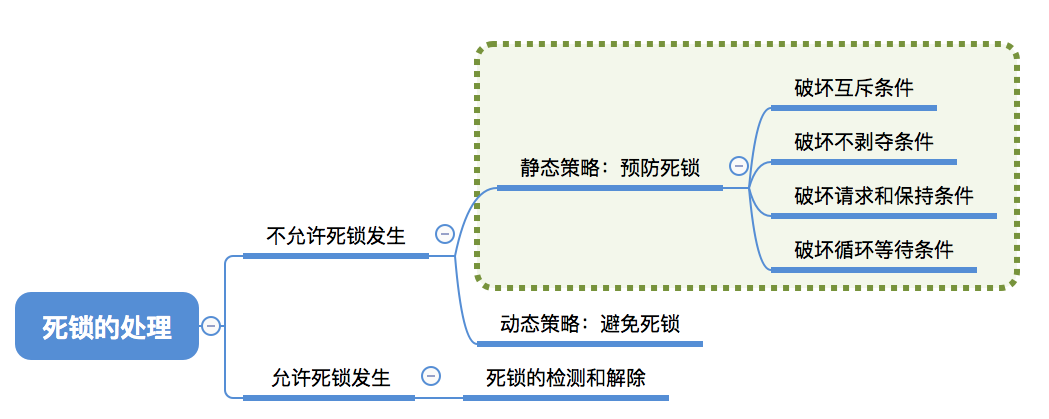 死锁的处理
不允许死锁发生
静态策略：预防死锁
破坏互斥条件
破坏不剥夺条件
破坏请求和保持条件
破坏循环等待条件
动态策略：避免死锁
允许死锁发生
死锁的检测和解除